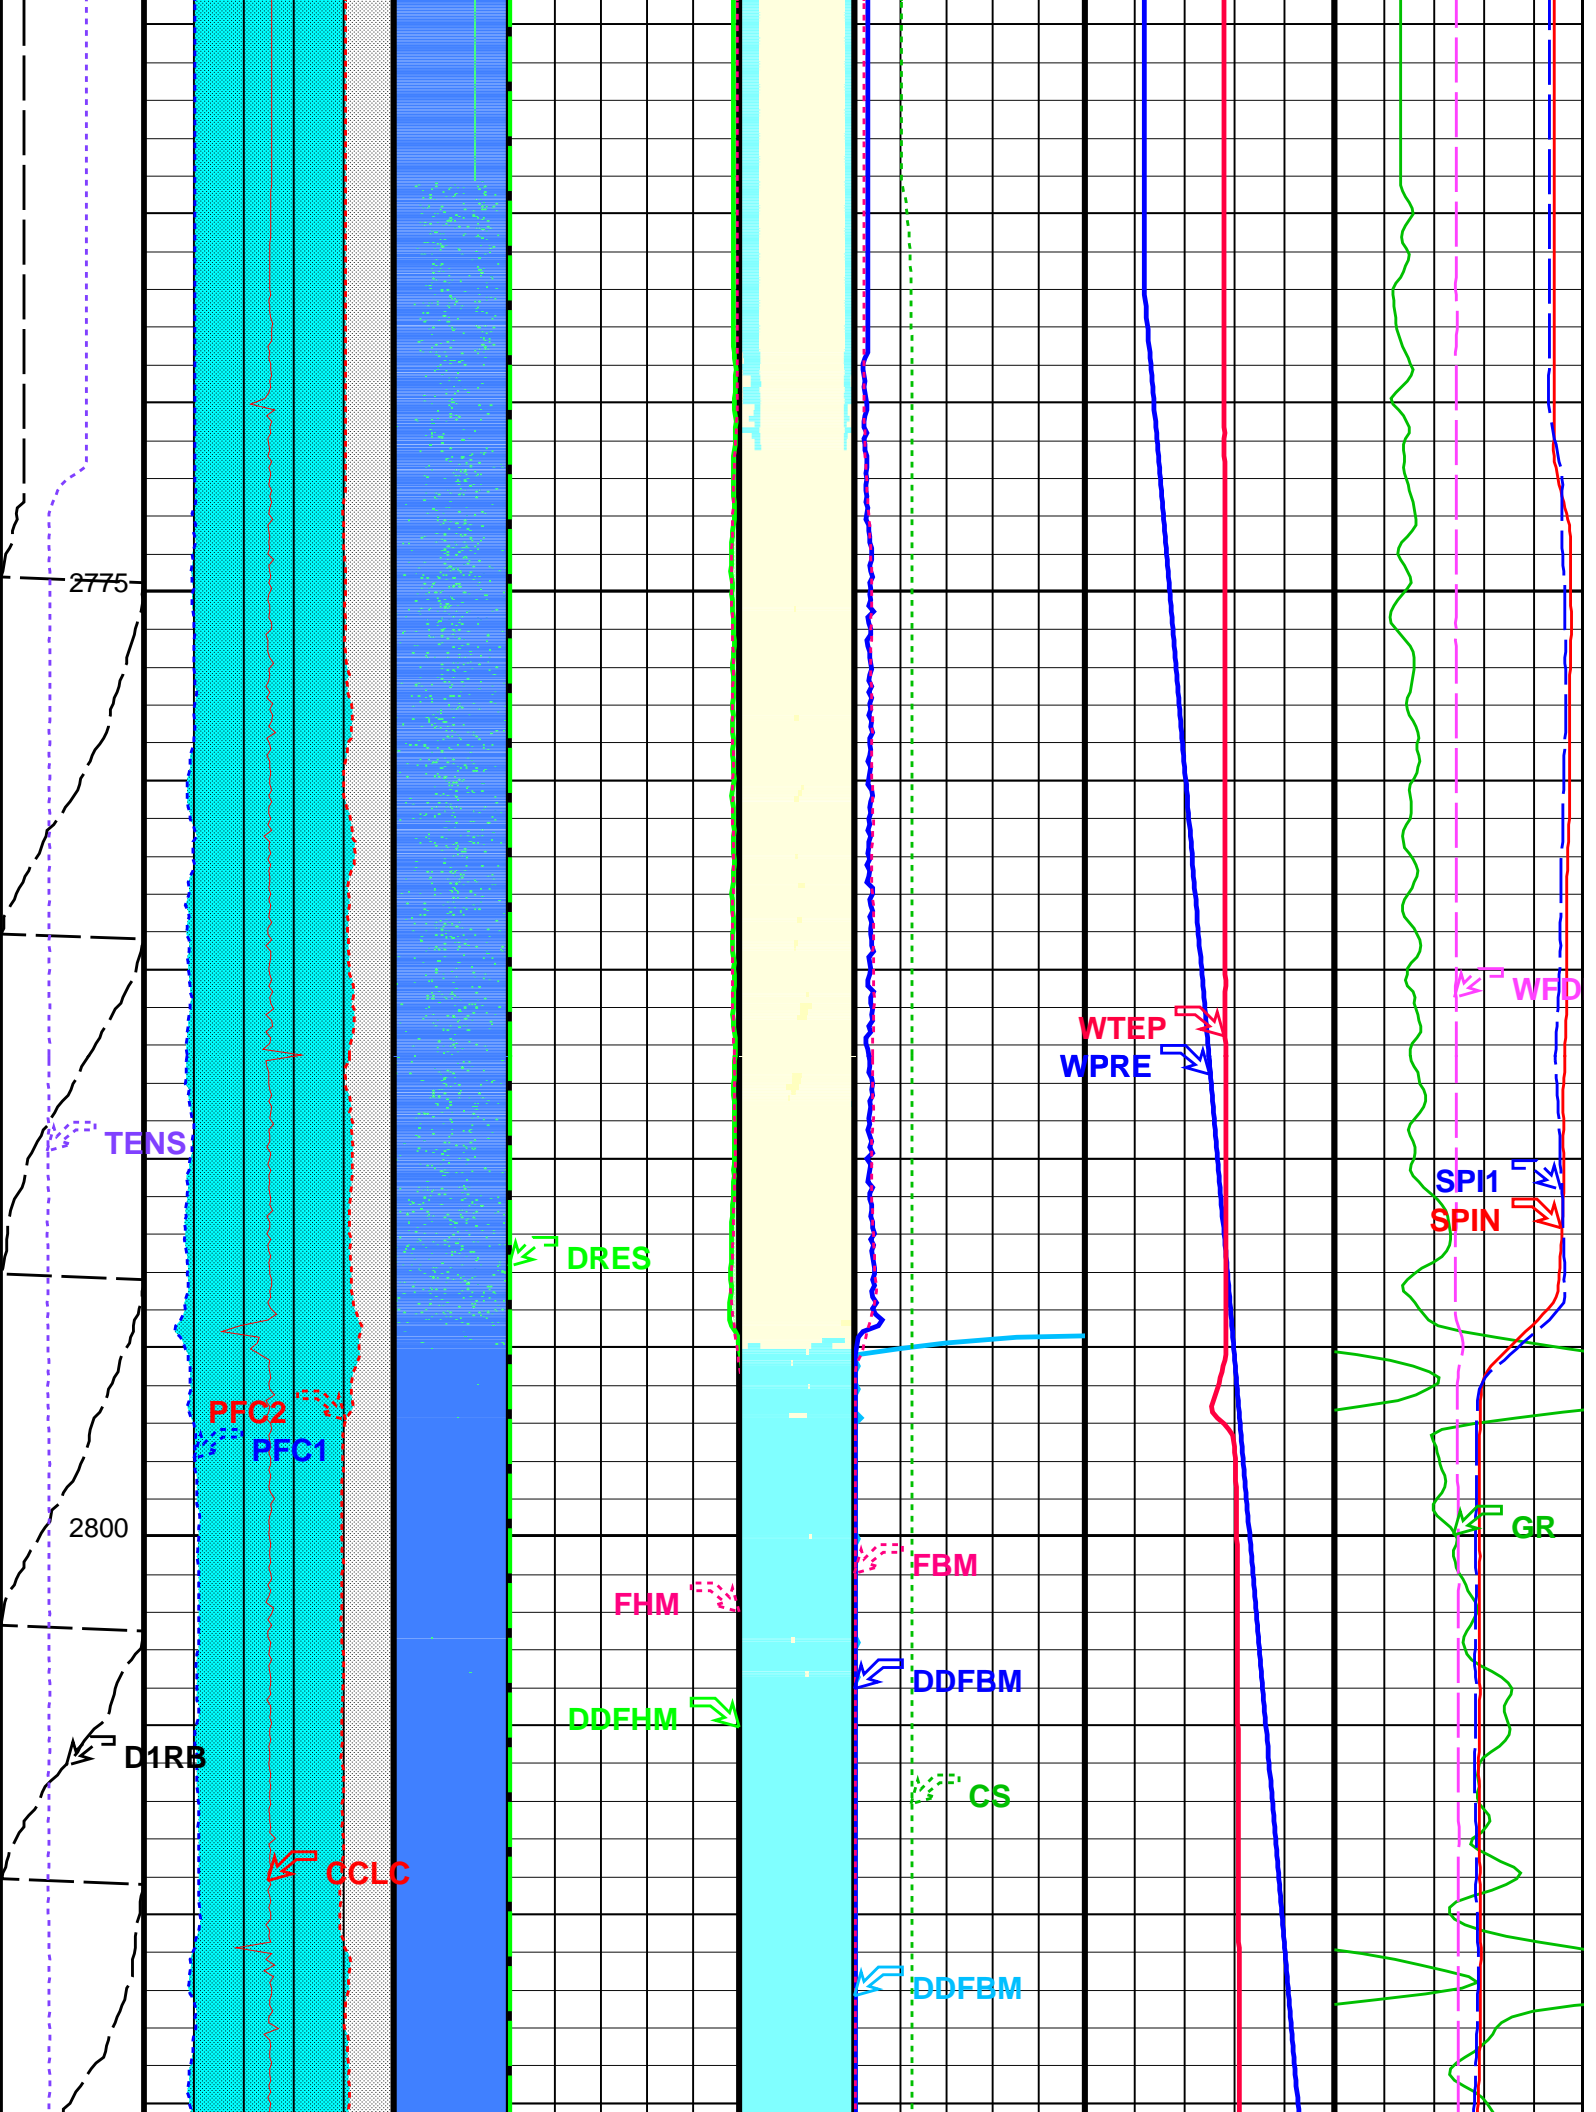 2775
WFD
WTEP
WPRE
TENS
SPI1
SPIN
DRES
PFC2
PFC1
2800
GR
FBM
FHM
DDFBM
DDFHM
D1RB
CS
CCLC
DDFBM